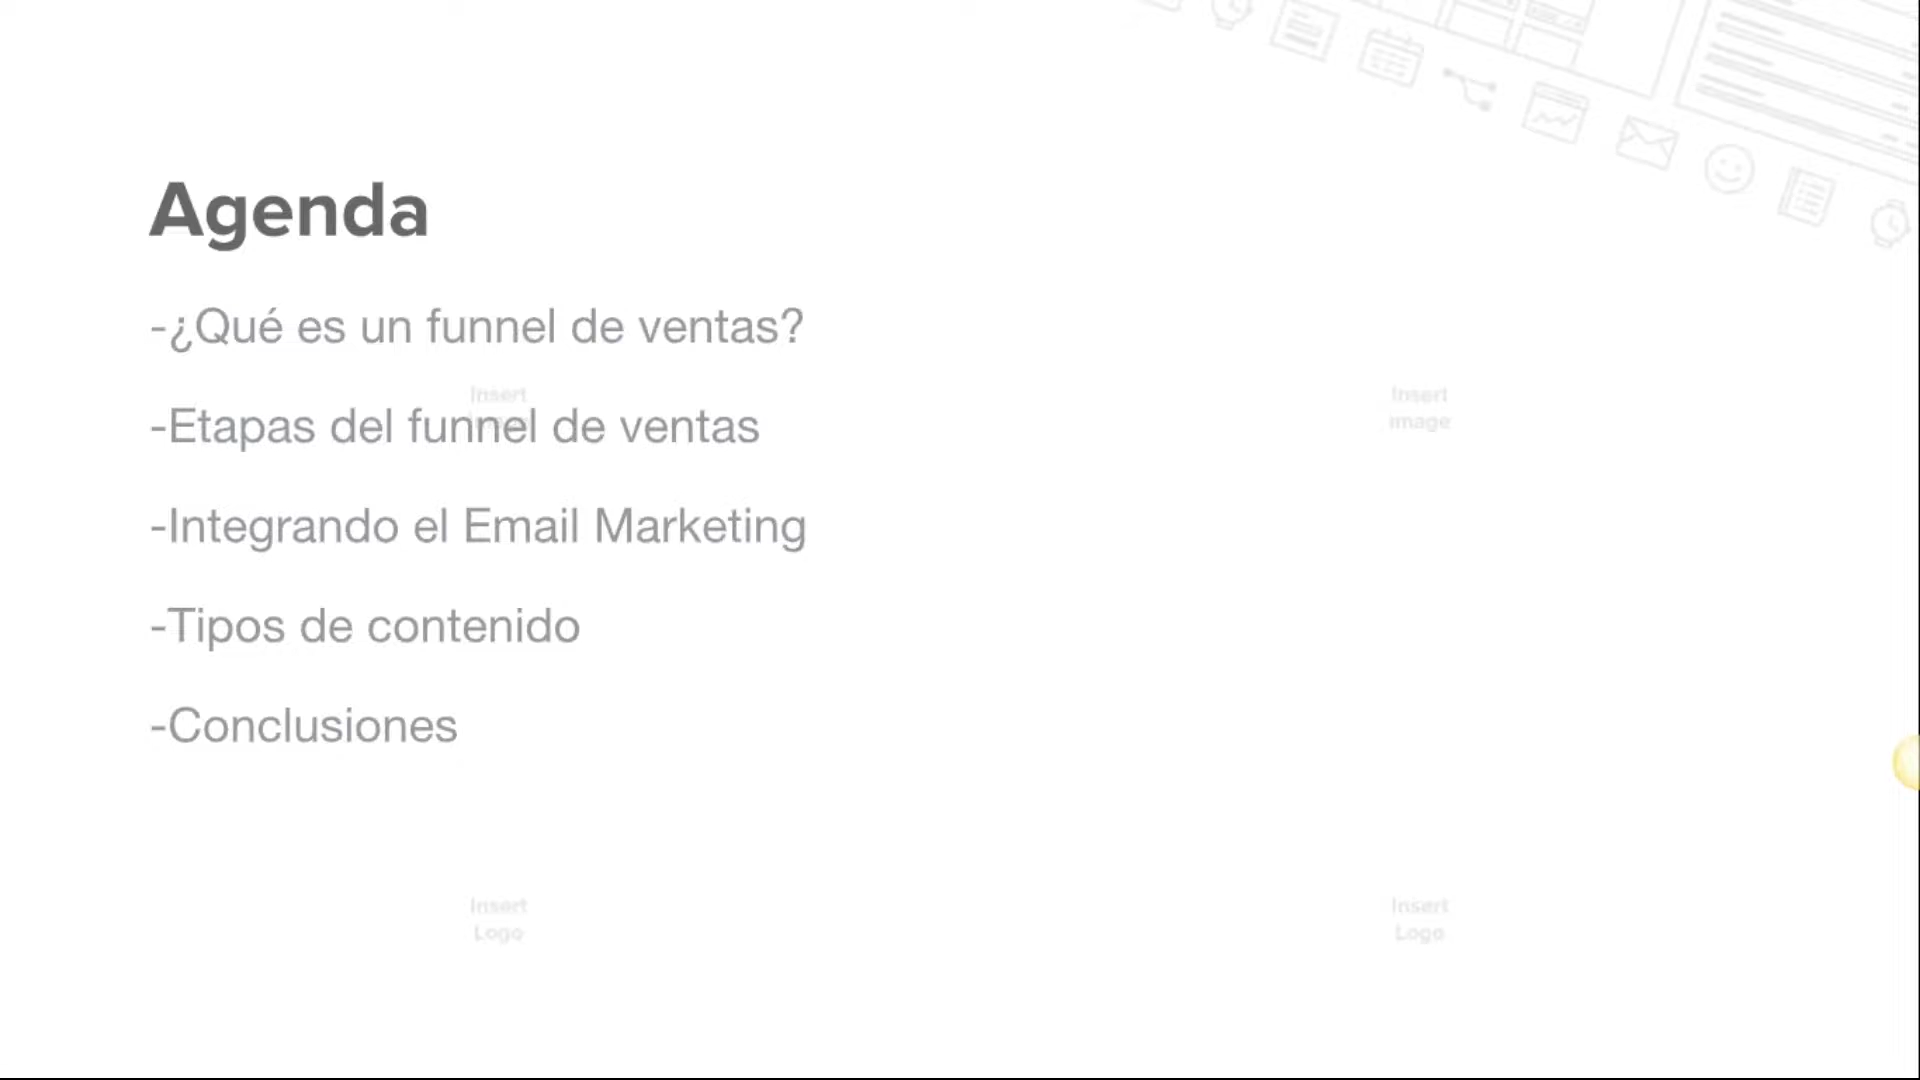 Agenda
-¿Qué es un funnel de ventas?
Insert
-Etapas del funnel de ventas
Insert
image
-Integrando el Email Marketing
-Tipos de contenido
-Conclusiones
Insert
Logo
Insert
Logo